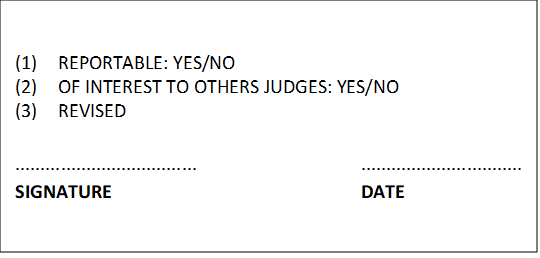 (1) REPORTABLE: YES/NO
(2) OF INTEREST TO OTHERS JUDGES: YES/NO
(3) REVISED
.................................... ................................
SIGNATURE DATE